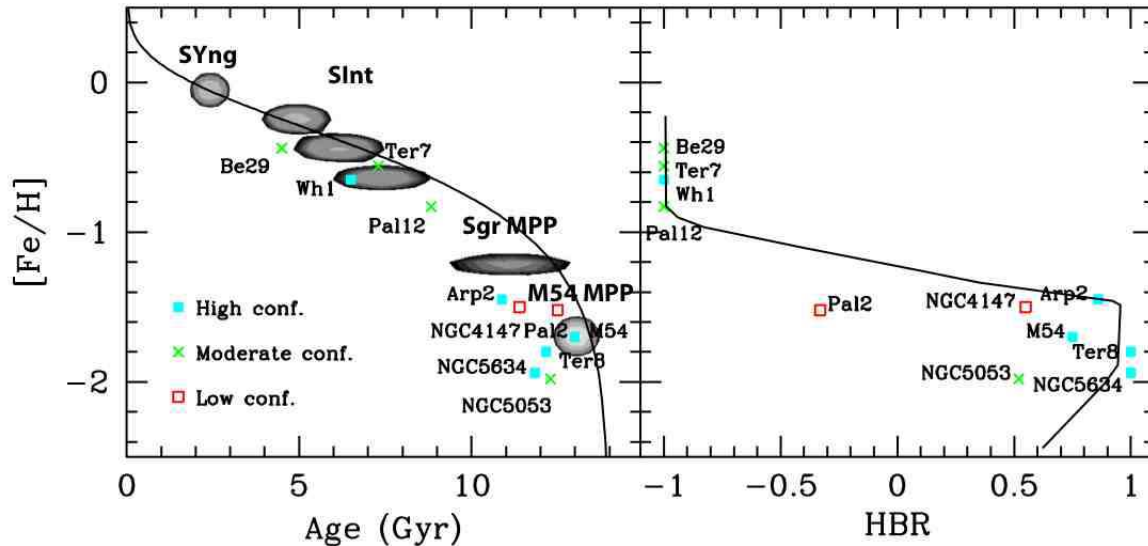 SYng
SInt
0
Be29
Ter7
Wh1
Pal12
Sgr MPP
-1
[Fe/H]
Arp2
M54 MPP
High conf.
NGC4147
Pal2
M54
Moderate conf.
NGC5634
Ter8
Low conf.
NGC5053
-2
0
5
10
Age (Gyr)
Be29
Ter7
Wh1
Pal12
Pal2
NGC4147
Arp2
M54
Ter8
NGC5053
NGC5634
-1
-0.5
0
0.5
1
HBR